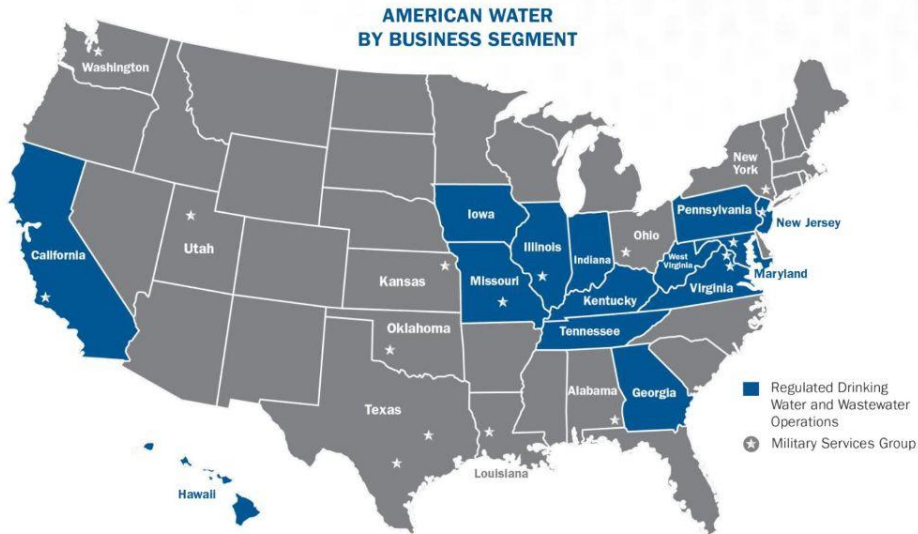 AMERICAN WATER
BY BUSINESS SEGMENT
Washington
New
York
Pennsylvania
New Jersey
Iowa
Ohio
Illinois
Indiana
West
Virginia
Maryland
Utah
California
Kansas
Missouri
Virginia
Kentucky
Oklahoma
Tennessee
Alabama
Georgia
Texas
Louisiana
Hawaii
Regulated Drinking
Water and Wastewater
Operations
Military Services Group